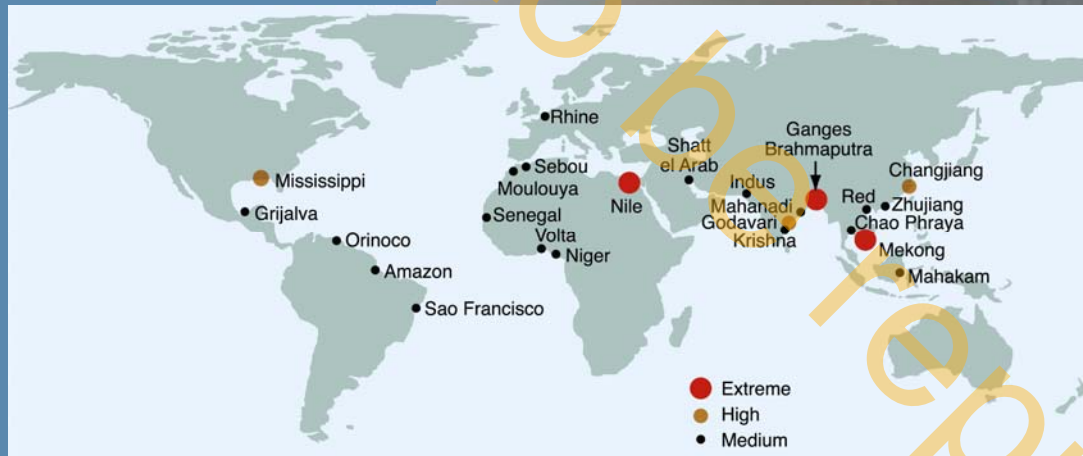 Rhine
Ganges
Brahmaputra
Shatt
el Arab
Sebou
Moulouya
Changjiang
Mississippi
Indus
Nile
Mahanadi
Red
Zhujiang
Grijalva
Senegal
Godavari
Chao Phraya
Krishna
Orinoco
Volta
Niger
Mekong
Amazon
Mahakam
Sao Francisco
Extreme
High
Medium